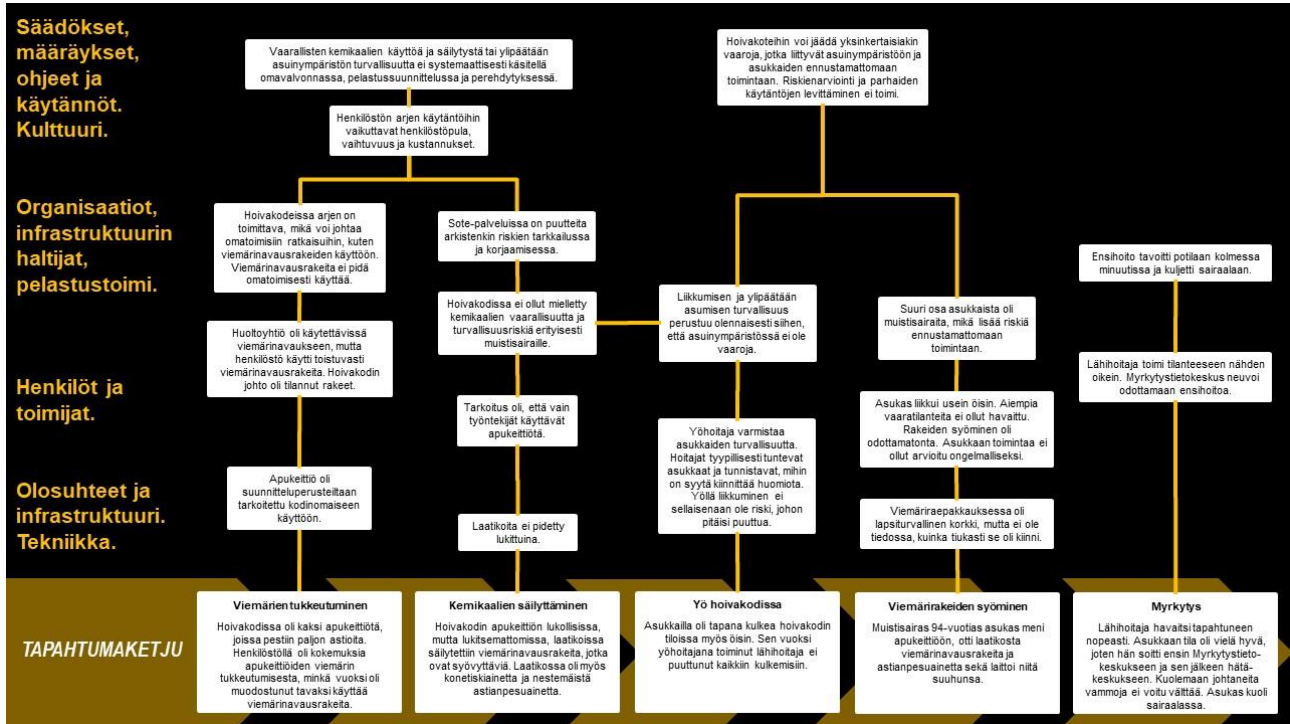 Säädökset,
määräykset,
ohjeet ja
käytännöt.
Kulttuuri.
Vaarallisten kemikaalien käyttöä ja säilytystä tai ylipäätään
asuinympäristön turvallisuutta ei systemaattisesti käsitellä
omavalvonnassa, pelastussuunnittelussa ja perehdytyksessä.
Henkilöstön arjen käytäntöihin
vaikuttavat henkilöstöpula,
vaihtuvuus ja kustannukset.
Hoivakoteihin voi jäädä yksinkertaisiakin
vaaroja, jotka liittyvät asuinympäristöön ja
asukkaiden ennustamattomaan
toimintaan. Riskienarviointi ja parhaiden
käytäntöjen levittäminen ei toimi.
Organisaatiot,
infrastruktuurin
haltijat,
pelastustoimi.
Hoivakodeissa arjen on
toimittava, mikä voi johtaa
omatoimisiin ratkaisuihin, kuten
viemärinavausrakeiden käyttöön.
Viemärinavausrakeita ei pidä
omatoimisesti käyttää.
Sote-palveluissa on puutteita
arkistenkin riskien tarkkailussa
ja korjaamisessa.
Ensihoito tavoitti potilaan kolmessa
minuutissa ja kuljetti sairaalaan.
Hoivakodissa ei ollut mielletty
kemikaalien vaarallisuutta ja
turvallisuusriskiä erityisesti
muistisairaille.
Liikkumisen ja ylipäätään
asumisen turvallisuus
perustuu olennaisesti siihen,
että asuinympäristössä ei ole
vaaroja.
Suuri osa asukkaista oli
muistisairaita, mikä lisää riskiä
ennustamattomaan
toimintaan.
Henkilöt ja
toimijat.
Huoltoyhtiö oli käytettävissä
viemärinavaukseen, mutta
henkilöstö käytti toistuvasti
viemärinavausrakeita. Hoivakodin
johto oli tilannut rakeet.
Tarkoitus oli, että vain
työntekijät käyttävät
apukeittiötä.
Yöhoitaja varmistaa
asukkaiden turvallisuutta.
Hoitajat tyypillisesti tuntevat
asukkaat ja tunnistavat, mihin
on syytä kiinnittää huomiota.
Yöllä liikkuminen ei
sellaisenaan ole riski, johon
pitäisi puuttua.
Asukas liikkui usein öisin. Aiempia
vaaratilanteita ei ollut havaittu.
Rakeiden syöminen oli
odottamatonta. Asukkaan toimintaa ei
ollut arvioitu ongelmalliseksi.
Lähihoitaja toimi tilanteeseen nähden
oikein. Myrkytystietokeskus neuvoi
odottamaan ensihoitoa.
Olosuhteet ja
infrastruktuuri.
Tekniikka.
Apukeittiö oli
suunnitteluperusteiltaan
tarkoitettu kodinomaiseen
käyttöön.
Laatikoita ei pidetty
lukittuina.
Viemäriraepakkauksessa oli
lapsiturvallinen korkki, mutta ei ole
tiedossa, kuinka tiukasti se oli kiinni.
TAPAHTUMAKETJU
Viemärien tukkeutuminen
Hoivakodissa oli kaksi apukeittiötä,
joissa pestiin paljon astioita.
Henkilöstöllä oli kokemuksia
apukeittiöiden viemärin
tukkeutumisesta, minkä vuoksi oli
muodostunut tavaksi käyttää
viemärinavausrakeita.
Kemikaalien säilyttäminen
Hoivakodin apukeittiön lukollisissa,
mutta lukitsemattomissa, laatikoissa
säilytettiin viemärinavausrakeita, jotka
ovat syövyttäviä. Laatikossa oli myös
konetiskiainetta ja nestemäistä
astianpesuainetta.
Yö hoivakodissa
Asukkailla oli tapana kulkea hoivakodin
tiloissa myös öisin. Sen vuoksi
yöhoitajana toiminut lähihoitaja ei
puuttunut kaikkiin kulkemisiin.
Viemärirakeiden syöminen
Muistisairas 94-vuotias asukas meni
apukeittiöön, otti laatikosta
viemärinavausrakeita ja
astianpesuainetta sekä laittoi niitä
suuhunsa.
Myrkytys
Lähihoitaja havaitsi tapahtuneen
nopeasti. Asukkaan tila oli vielä hyvä,
joten hän soitti ensin Myrkytystieto-
keskukseen ja sen jälkeen hätä-
keskukseen. Kuolemaan johtaneita
vammoja ei voitu välttää. Asukas kuoli
sairaalassa.